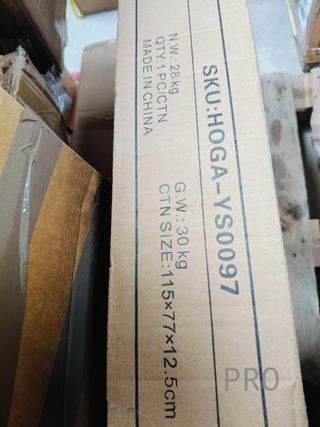 SKU:HOGA-YS0097
N.W.: 28 kg
QTY: 1 PC/CTN
MADE IN CHINA
G.W.: 30 kg
CTN SIZE:115×77×12.5cm
PRO